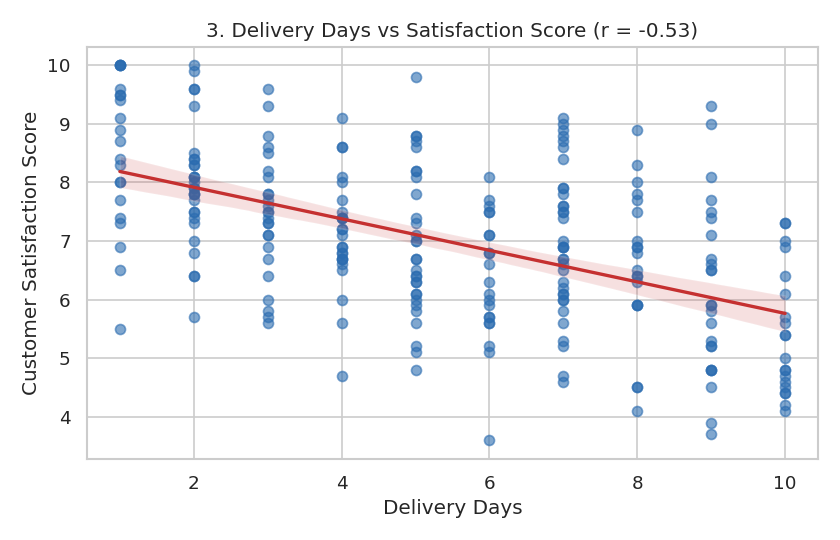 3. Delivery Days vs Satisfaction Score (r = -0.53)
Customer Satisfaction Score
10
9
8
7
6
5
4
2 4 6 8 10
Delivery Days